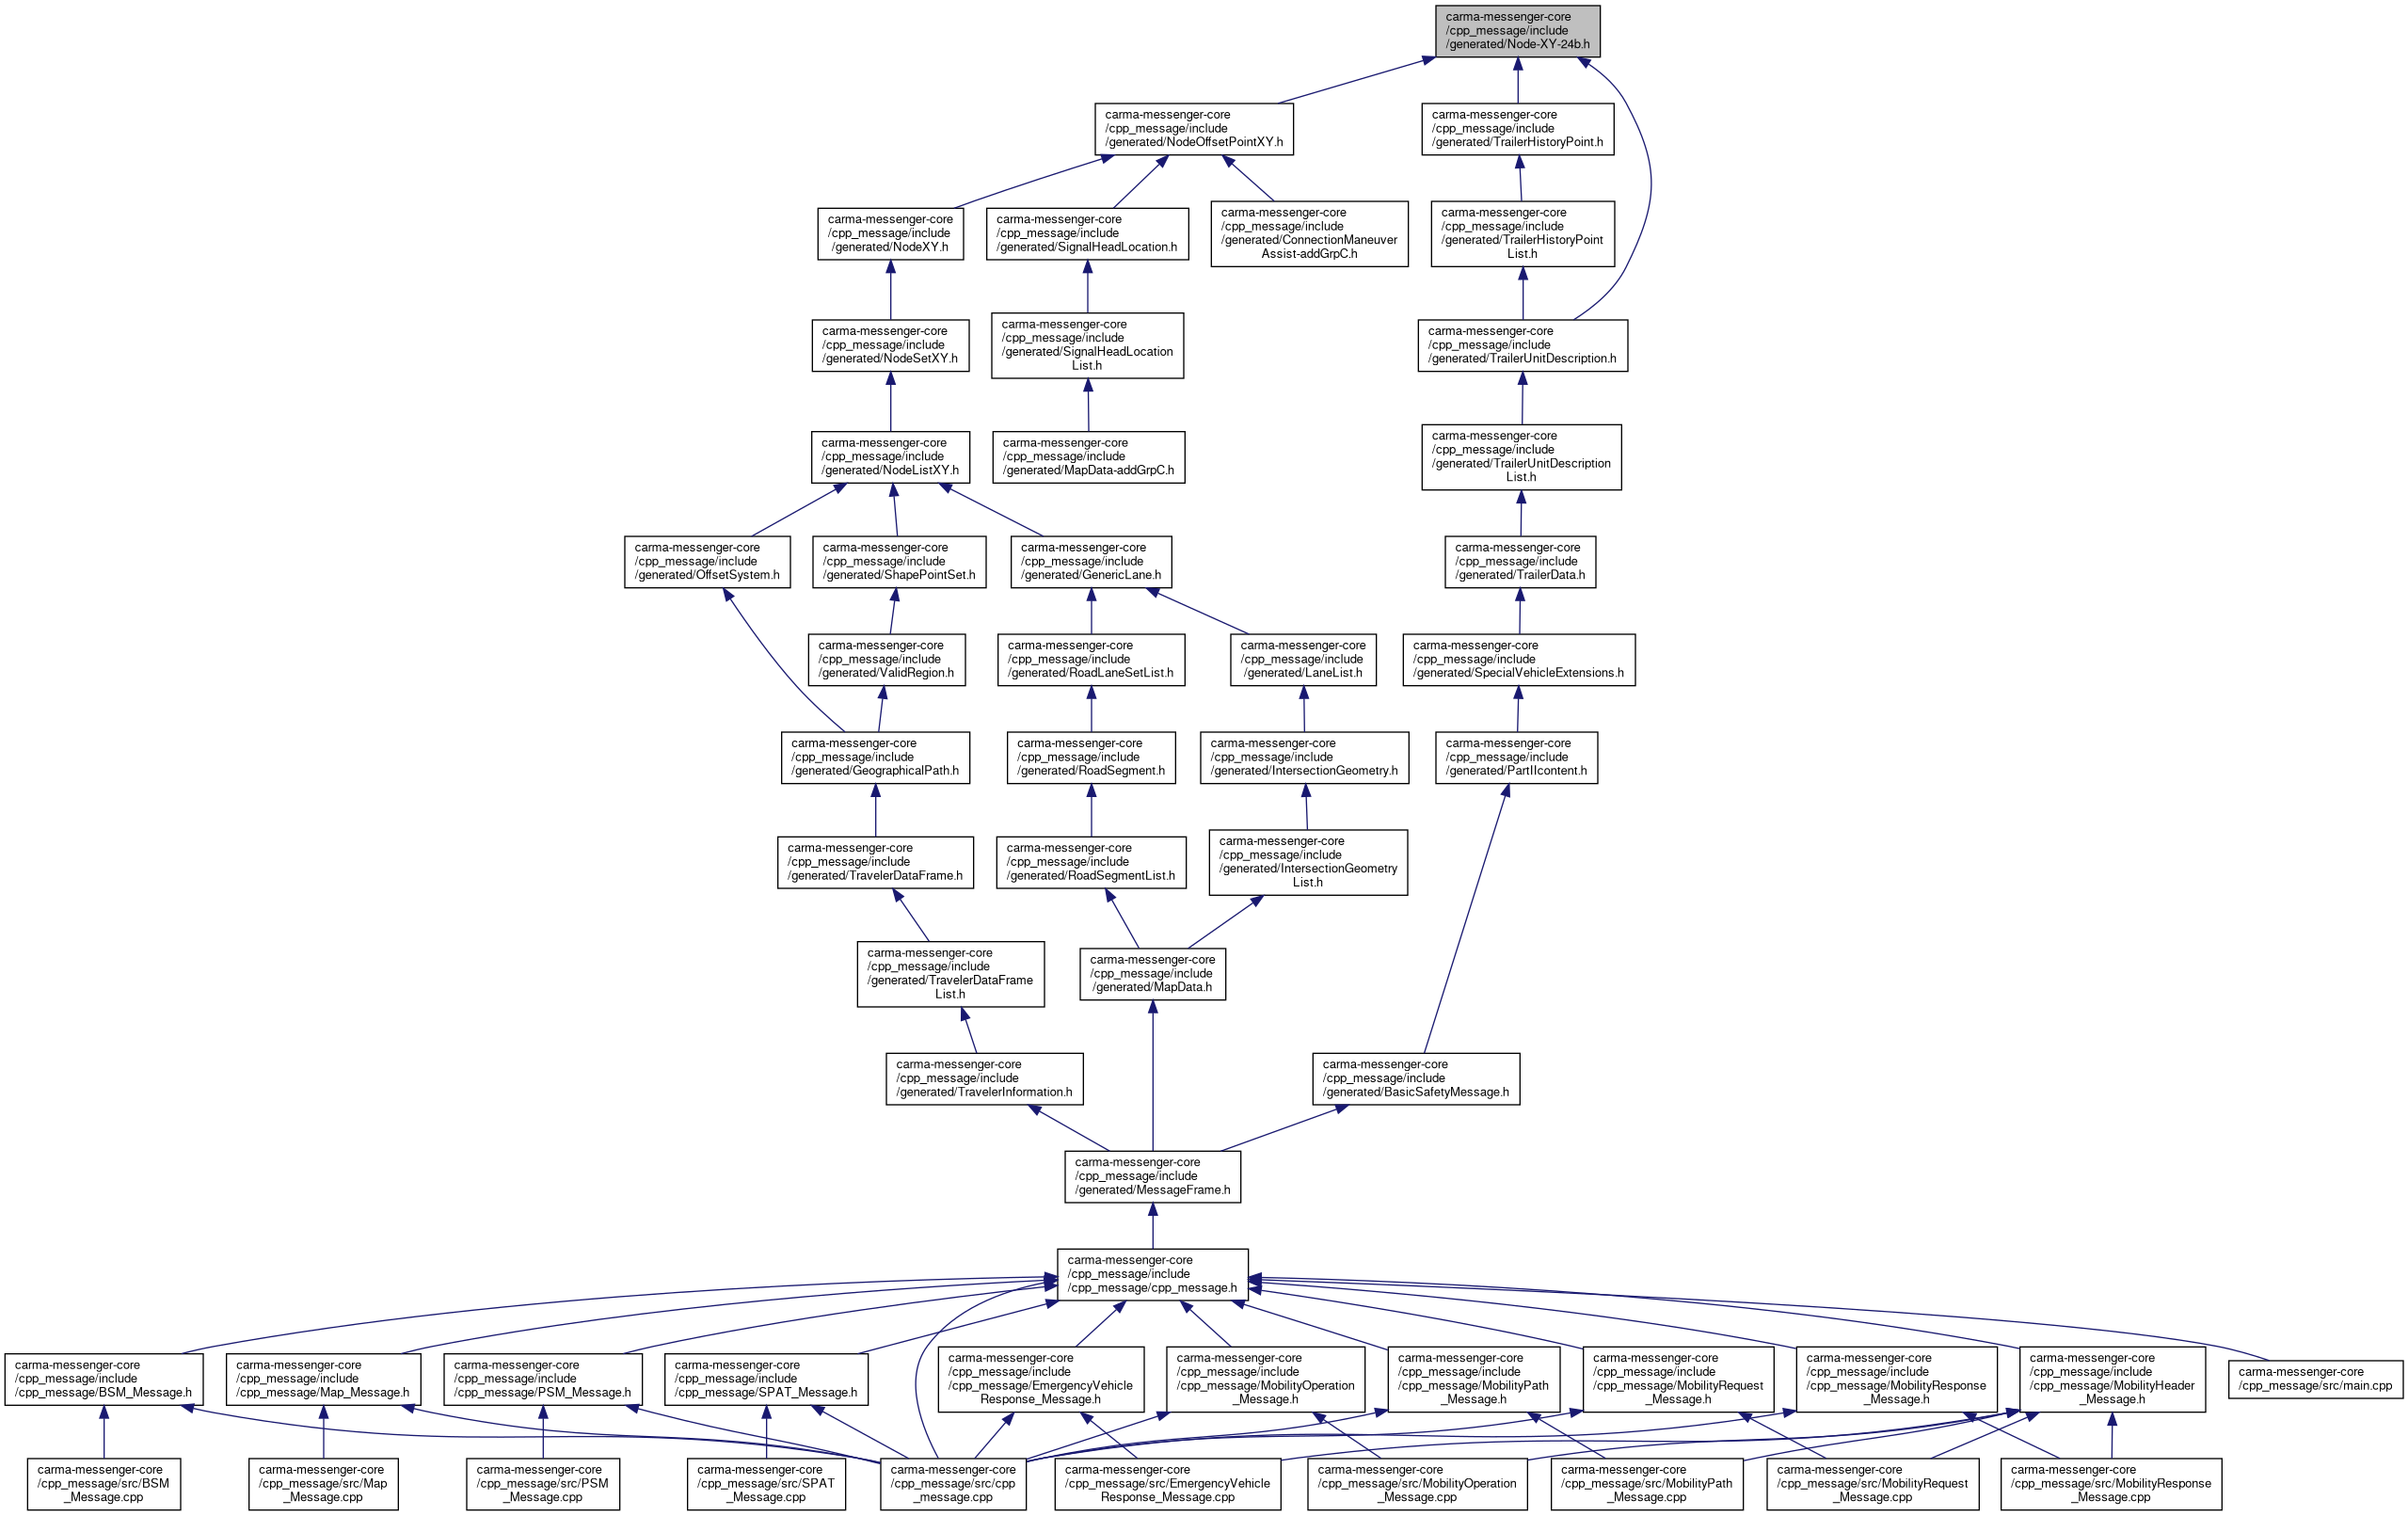 carma-messenger-core
/cpp_message/include
/generated/Node-XY-24b.h
carma-messenger-core
/cpp_message/include
/generated/NodeOffsetPointXY.h
carma-messenger-core
/cpp_message/include
/generated/TrailerHistoryPoint.h
carma-messenger-core
/cpp_message/include
/generated/NodeXY.h
carma-messenger-core
/cpp_message/include
/generated/SignalHeadLocation.h
carma-messenger-core
/cpp_message/include
/generated/ConnectionManeuver
Assist-addGrpC.h
carma-messenger-core
/cpp_message/include
/generated/TrailerHistoryPoint
List.h
carma-messenger-core
/cpp_message/include
/generated/NodeSetXY.h
carma-messenger-core
/cpp_message/include
/generated/SignalHeadLocation
List.h
carma-messenger-core
/cpp_message/include
/generated/TrailerUnitDescription.h
carma-messenger-core
/cpp_message/include
/generated/NodeListXY.h
carma-messenger-core
/cpp_message/include
/generated/MapData-addGrpC.h
carma-messenger-core
/cpp_message/include
/generated/TrailerUnitDescription
List.h
carma-messenger-core
/cpp_message/include
/generated/OffsetSystem.h
carma-messenger-core
/cpp_message/include
/generated/ShapePointSet.h
carma-messenger-core
/cpp_message/include
/generated/GenericLane.h
carma-messenger-core
/cpp_message/include
/generated/TrailerData.h
carma-messenger-core
/cpp_message/include
/generated/ValidRegion.h
carma-messenger-core
/cpp_message/include
/generated/RoadLaneSetList.h
carma-messenger-core
/cpp_message/include
/generated/LaneList.h
carma-messenger-core
/cpp_message/include
/generated/SpecialVehicleExtensions.h
carma-messenger-core
/cpp_message/include
/generated/GeographicalPath.h
carma-messenger-core
/cpp_message/include
/generated/RoadSegment.h
carma-messenger-core
/cpp_message/include
/generated/IntersectionGeometry.h
carma-messenger-core
/cpp_message/include
/generated/PartIIcontent.h
carma-messenger-core
/cpp_message/include
/generated/TravelerDataFrame.h
carma-messenger-core
/cpp_message/include
/generated/RoadSegmentList.h
carma-messenger-core
/cpp_message/include
/generated/IntersectionGeometry
List.h
carma-messenger-core
/cpp_message/include
/generated/TravelerDataFrame
List.h
carma-messenger-core
/cpp_message/include
/generated/MapData.h
carma-messenger-core
/cpp_message/include
/generated/TravelerInformation.h
carma-messenger-core
/cpp_message/include
/generated/BasicSafetyMessage.h
carma-messenger-core
/cpp_message/include
/generated/MessageFrame.h
carma-messenger-core
/cpp_message/include
/cpp_message/cpp_message.h
carma-messenger-core
/cpp_message/include
/cpp_message/BSM_Message.h
carma-messenger-core
/cpp_message/include
/cpp_message/Map_Message.h
carma-messenger-core
/cpp_message/include
/cpp_message/PSM_Message.h
carma-messenger-core
/cpp_message/include
/cpp_message/SPAT_Message.h
carma-messenger-core
/cpp_message/include
/cpp_message/EmergencyVehicle
Response_Message.h
carma-messenger-core
/cpp_message/include
/cpp_message/MobilityOperation
_Message.h
carma-messenger-core
/cpp_message/include
/cpp_message/MobilityPath
_Message.h
carma-messenger-core
/cpp_message/include
/cpp_message/MobilityRequest
_Message.h
carma-messenger-core
/cpp_message/include
/cpp_message/MobilityResponse
_Message.h
carma-messenger-core
/cpp_message/include
/cpp_message/MobilityHeader
_Message.h
carma-messenger-core
/cpp_message/src/main.cpp
carma-messenger-core
/cpp_message/src/BSM
_Message.cpp
carma-messenger-core
/cpp_message/src/Map
_Message.cpp
carma-messenger-core
/cpp_message/src/PSM
_Message.cpp
carma-messenger-core
/cpp_message/src/SPAT
_Message.cpp
carma-messenger-core
/cpp_message/src/cpp
_message.cpp
carma-messenger-core
/cpp_message/src/EmergencyVehicle
Response_Message.cpp
carma-messenger-core
/cpp_message/src/MobilityOperation
_Message.cpp
carma-messenger-core
/cpp_message/src/MobilityPath
_Message.cpp
carma-messenger-core
/cpp_message/src/MobilityRequest
_Message.cpp
carma-messenger-core
/cpp_message/src/MobilityResponse
_Message.cpp